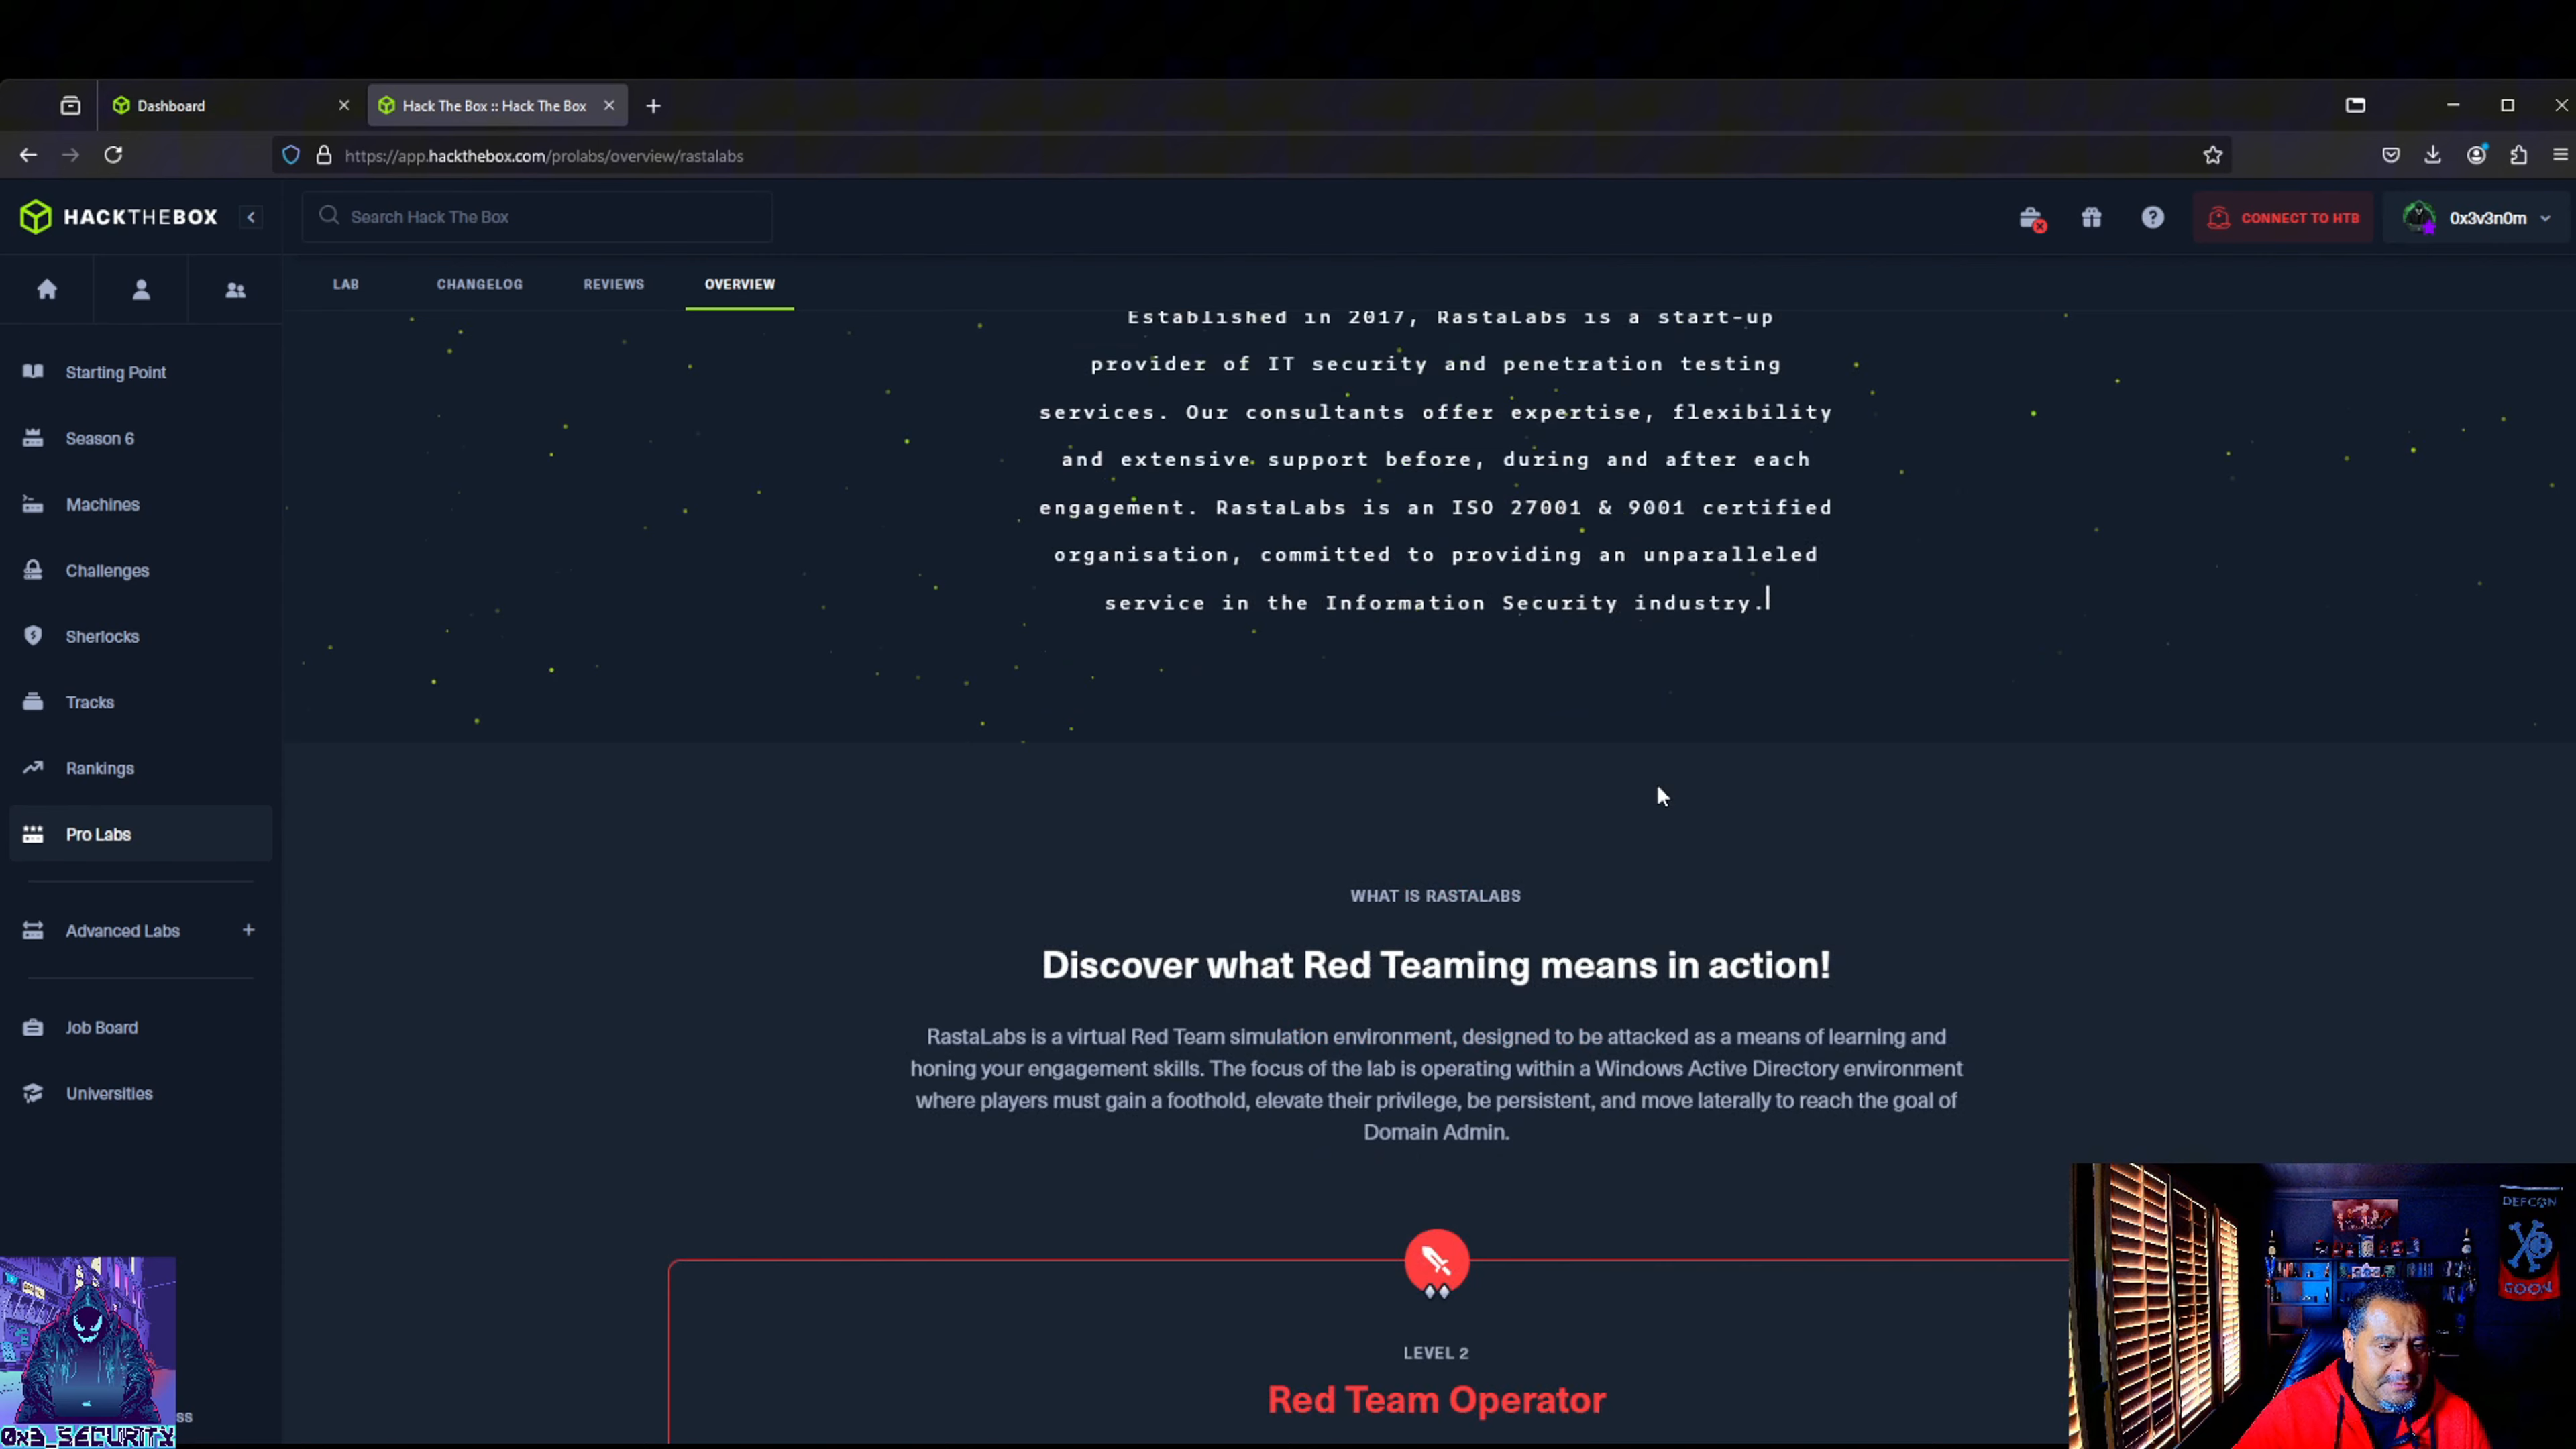 Dashboard
Hack The Box :: Hack The Box
https://app.hackthebox.com/prolabs/overview/rastalabs
HACKTHEBOX
Search Hack The Box
CONNECT TO HTB
0x3v3n0m
LAB
CHANGELOG
REVIEWS
OVERVIEW
Starting Point
Season 6
Machines
Challenges
Sherlocks
Tracks
Rankings
Pro Labs
Advanced Labs
Job Board
Universities
Established in 2017, RastaLabs is a start-up
provider of IT security and penetration testing
services. Our consultants offer expertise, flexibility
and extensive support before, during and after each
engagement. RastaLabs is an ISO 27001 & 9001 certified
organisation, committed to providing an unparalleled
service in the Information Security industry.
WHAT IS RASTALABS
Discover what Red Teaming means in action!
RastaLabs is a virtual Red Team simulation environment, designed to be attacked as a means of learning and
honing your engagement skills. The focus of the lab is operating within a Windows Active Directory environment
where players must gain a foothold, elevate their privilege, be persistent, and move laterally to reach the goal of
Domain Admin.
LEVEL 2
Red Team Operator
ss
0x3_SECURITY
DEFCON
GOON